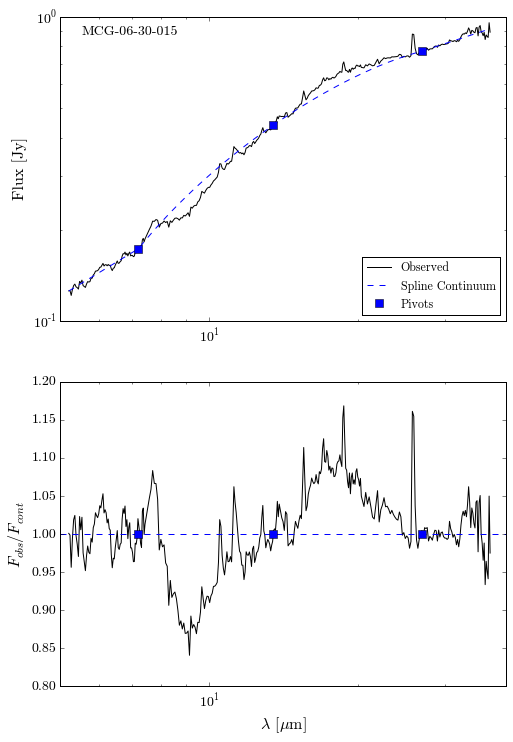 10^0
MCG-06-30-015
Flux [Jy]
Observed
Spline Continuum
Pivots
10^-1
10^1
1.20
1.15
1.10
1.05
1.00
0.95
0.90
0.85
0.80
F_obs/F_cont
10^1
λ [μm]